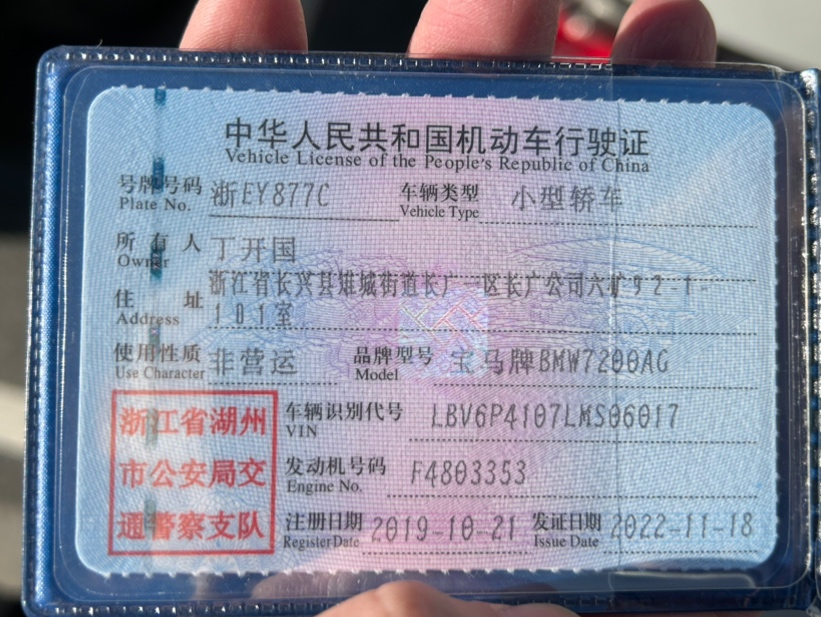 中华人民共和国机动车行驶证
Vehicle License of the People's Republic of China
号牌号码 浙EY877C 车辆类型 小型轿车
Plate No. Vehicle Type
所有人 丁开国
Owner
住址 浙江省长兴县雉城街道长广一区长广公司六矿92-1-
Address 101室
使用性质 非营运 品牌型号 宝马牌BMW7200AG
Use Character Model
浙江省湖州
市公安局交
通警察支队
车辆识别代号 LBV6P4107LMS06017
VIN
发动机号码 F4803353
Engine No.
注册日期 2019-10-21 发证日期 2022-11-18
Register Date Issue Date